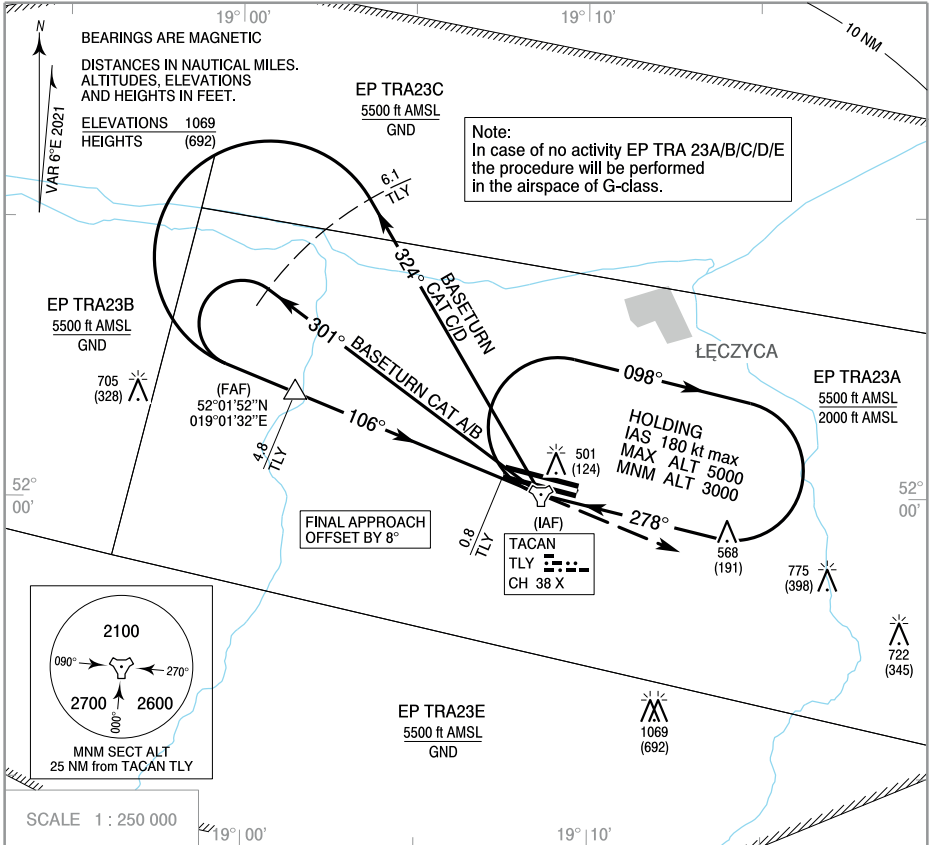 19° 00'
19° 10'
10 NM
N
VAR 6°E 2021
BEARINGS ARE MAGNETIC
DISTANCES IN NAUTICAL MILES.
ALTITUDES, ELEVATIONS
AND HEIGHTS IN FEET.
ELEVATIONS 1069
HEIGHTS (692)
EP TRA23C
5500 ft AMSL
GND
Note:
In case of no activity EP TRA 23A/B/C/D/E
the procedure will be performed
in the airspace of G-class.
6.1
TLY
324°
BASETURN
CAT C/D
EP TRA23B
5500 ft AMSL
GND
301° BASETURN CAT A/B
ŁĘCZYCA
705
(328)
(FAF)
52°01'52"N
019°01'32"E
106°
098°
EP TRA23A
5500 ft AMSL
2000 ft AMSL
HOLDING
IAS 180 kt max
MAX ALT 5000
MNM ALT 3000
4.8
TLY
501
(124)
52°
00'
52°
00'
FINAL APPROACH
OFFSET BY 8°
0.8
TLY
(IAF)
278°
TACAN
TLY
CH 38 X
568
(191)
775
(398)
722
(345)
2100
090°
270°
2700
2600
000°
MNM SECT ALT
25 NM from TACAN TLY
EP TRA23E
5500 ft AMSL
GND
1069
(692)
SCALE 1 : 250 000
19° 00'
19° 10'